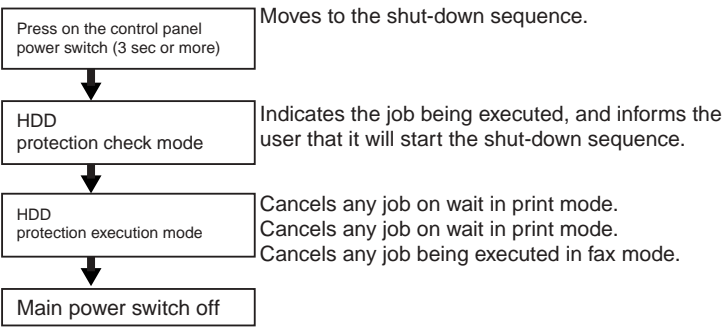 Press on the control panel
power switch (3 sec or more)
Moves to the shut-down sequence.
HDD
protection check mode
Indicates the job being executed, and informs the
user that it will start the shut-down sequence.
HDD
protection execution mode
Cancels any job on wait in print mode.
Cancels any job on wait in print mode.
Cancels any job being executed in fax mode.
Main power switch off